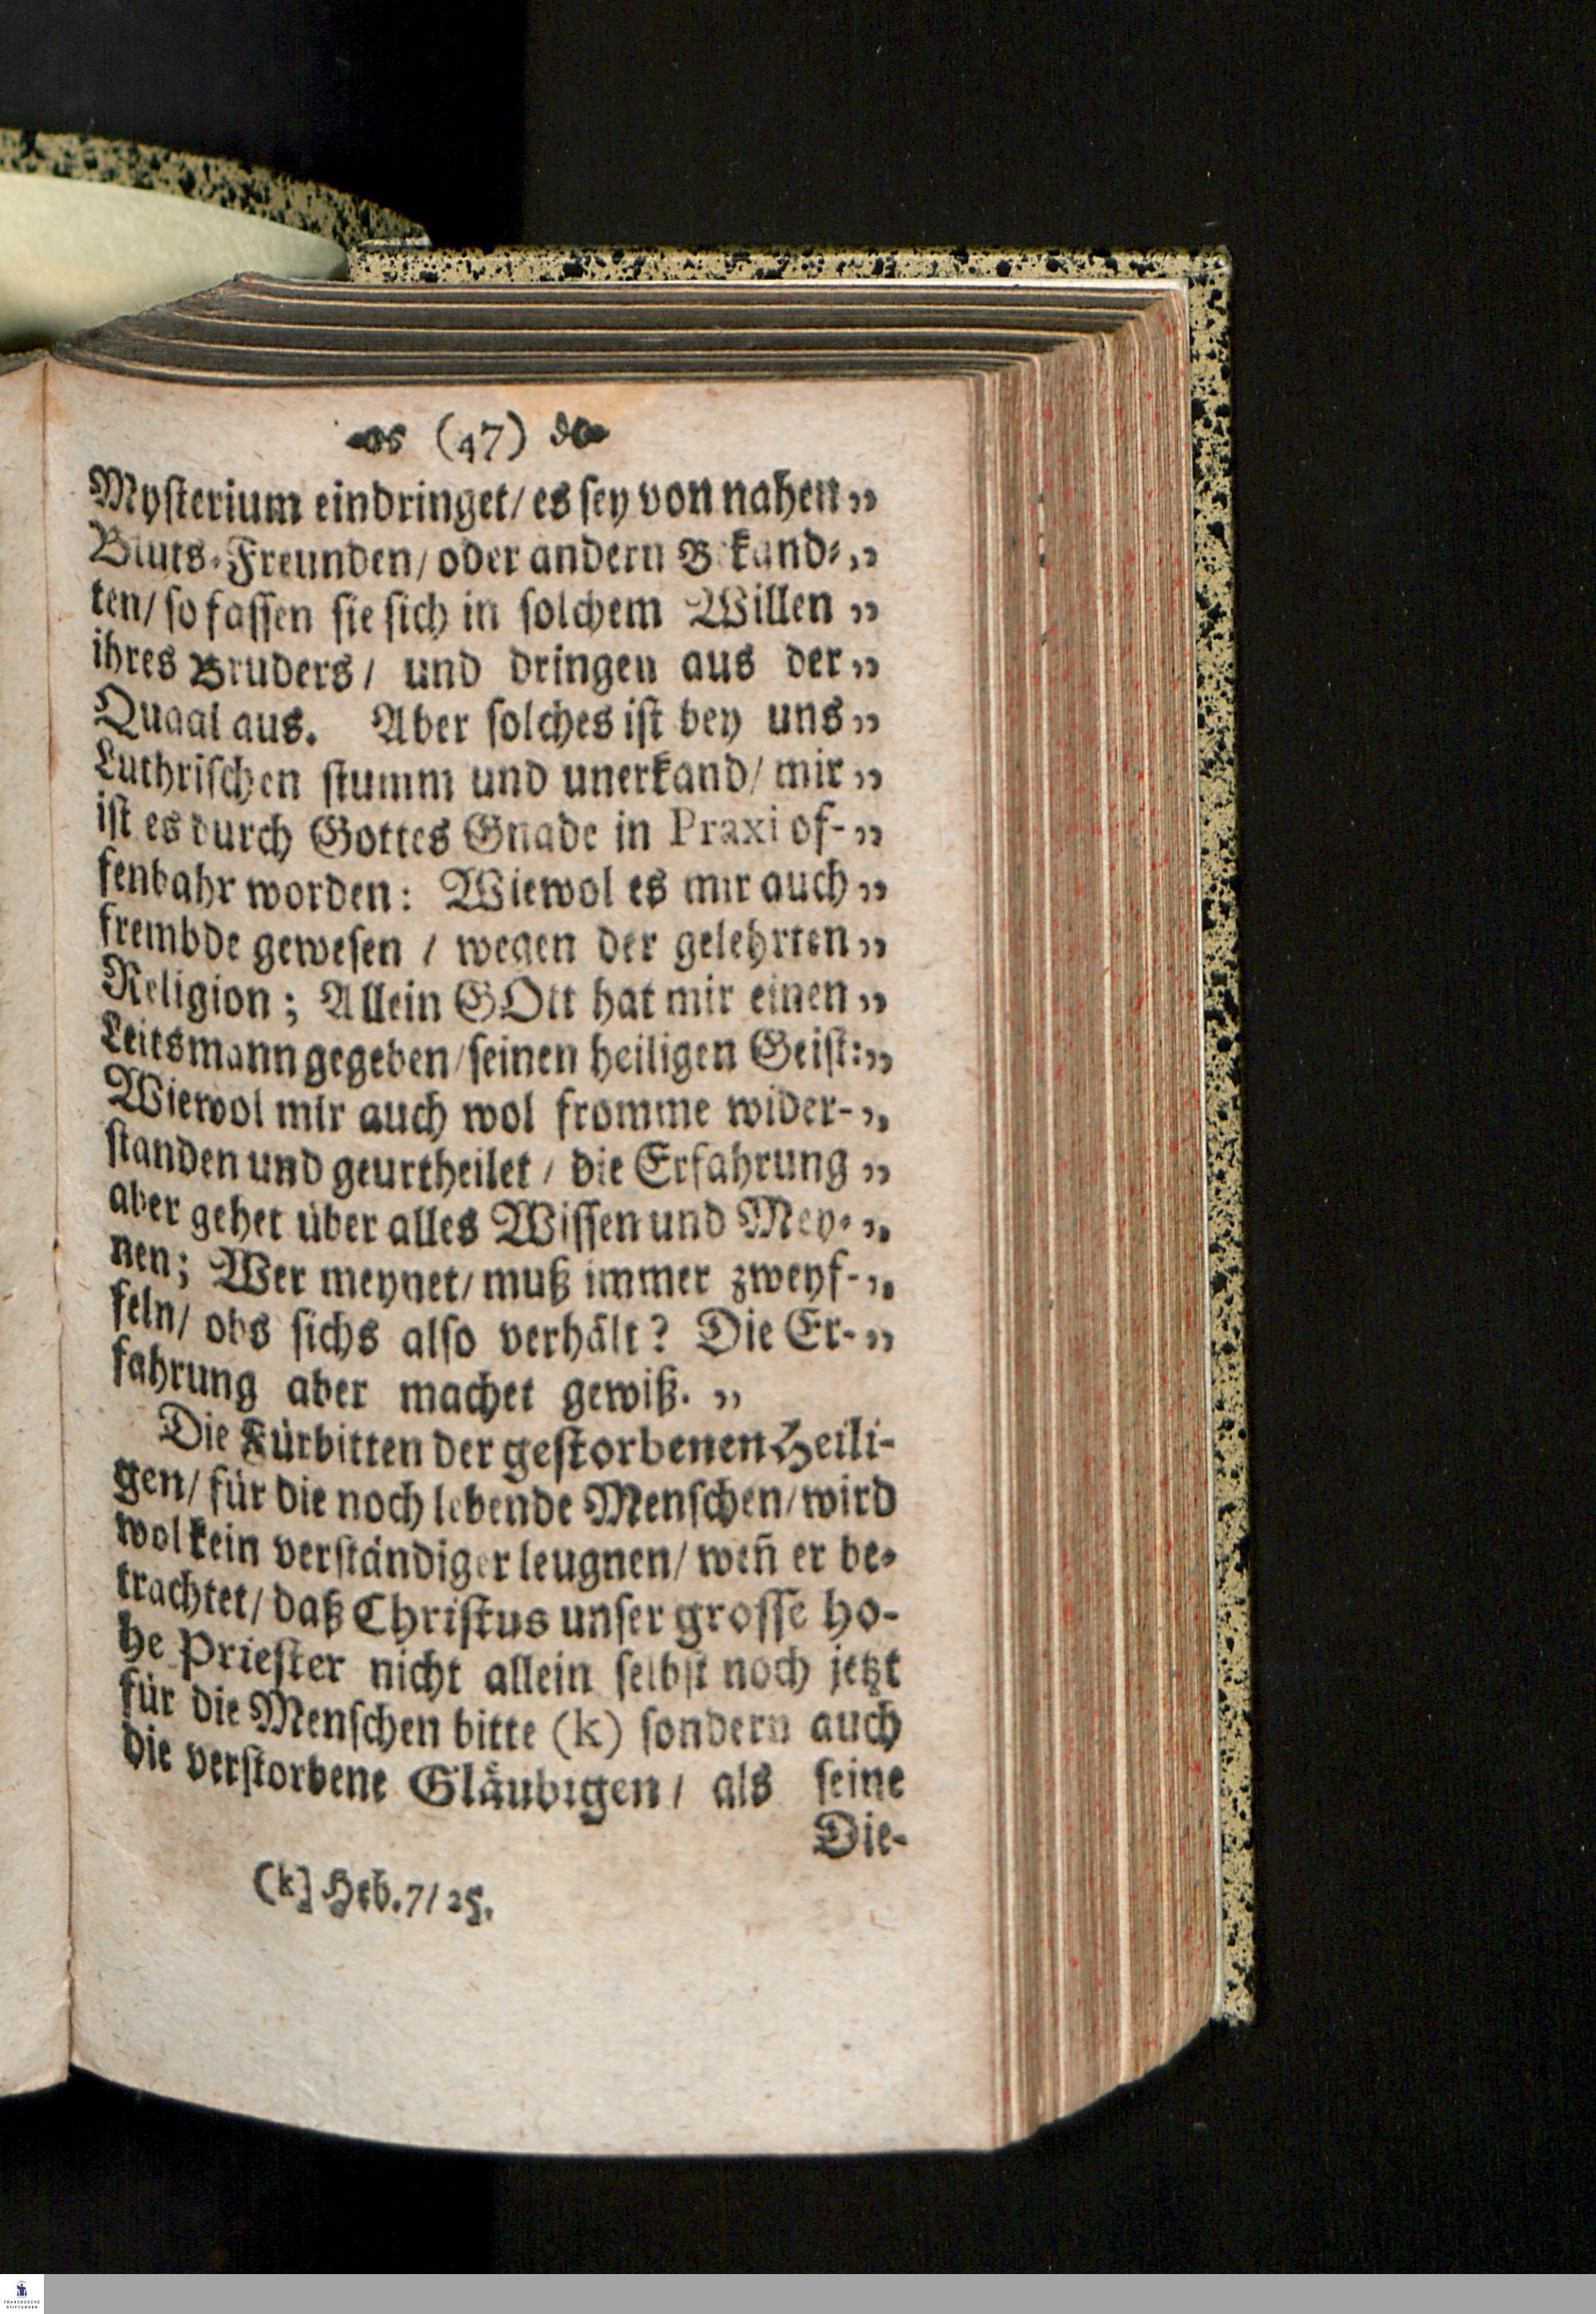 (47)
Mysterium eindringet/ es sey von nahen „
Bluts-Freunden/ oder andern Bekand-„
ten/ so fassen sie sich in solchem Willen „
ihres Bruders/ und dringen aus der „
Quaal aus. Aber solches ist bey uns „
Luthrischen stumm und unerkand/ mir „
ist es durch Gottes Gnade in Praxi of-„
fenbahr worden: Wiewol es mir auch „
frembde gewesen / wegen der gelehrten „
Religion; Allein GOtt hat mir einen „
Leitsmann gegeben/ seinen heiligen Geist: „
Wiewol mir auch wol fromme wider-„
standen und geurtheilet / die Erfahrung „
aber gehet über alles Wissen und Mey-„
nen; Wer meynet/ muß immer zweyf-„
feln/ obs sichs also verhält? Die Er-„
fahrung aber machet gewiß. „
Die Fürbitten der gestorbenen Heili-
gen/ für die noch lebende Menschen/ wird
wol kein verständiger leugnen/ weñ er be-
trachtet/ daß Christus unser grosse Ho-
he Priester nicht allein selbst noch jetzt
für die Menschen bitte (k) sondern auch
die verstorbene Gläubigen/ als seine
Die-
(k] Heb. 7/ 25.
FRANCKESCHE
STIFTUNGEN